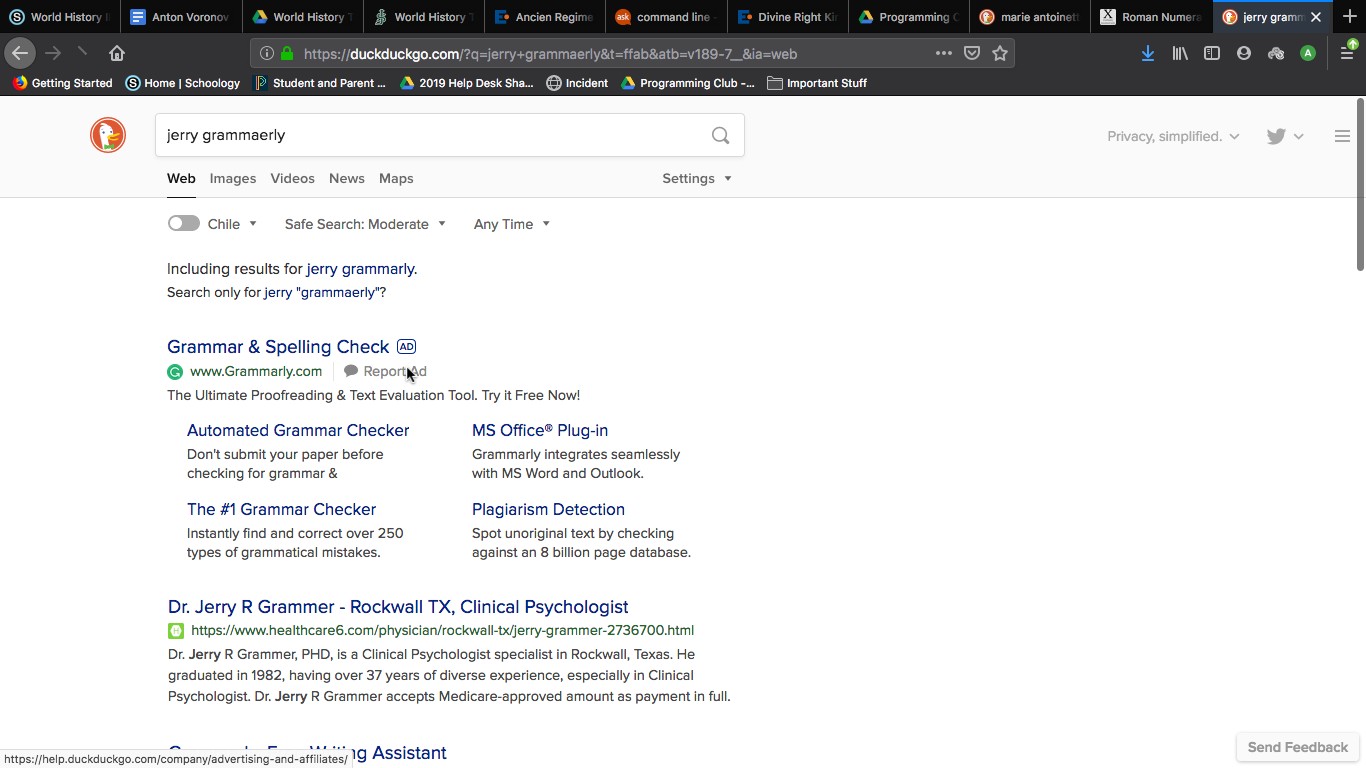 World History I
Anton Voronov
World History T
World History T
Ancien Regime
ask
command line -
Divine Right Kin
Programming C
marie antoinett
X
Roman Numera
jerry gramm
https://duckduckgo.com/?q=jerry+grammaerly&t=ffab&atb=v189-7__&ia=web
A
Getting Started
Home | Schoology
Student and Parent ...
2019 Help Desk Sha...
Incident
Programming Club -...
Important Stuff
jerry grammaerly
Privacy, simplified.
Web
Images
Videos
News
Maps
Settings
Chile
Safe Search: Moderate
Any Time
Including results for jerry grammarly.
Search only for jerry "grammaerly"?
Grammar & Spelling Check AD
www.Grammarly.com
Report Ad
The Ultimate Proofreading & Text Evaluation Tool. Try it Free Now!
Automated Grammar Checker
Don't submit your paper before
checking for grammar &
MS Office® Plug-in
Grammarly integrates seamlessly
with MS Word and Outlook.
The #1 Grammar Checker
Instantly find and correct over 250
types of grammatical mistakes.
Plagiarism Detection
Spot unoriginal text by checking
against an 8 billion page database.
Dr. Jerry R Grammer - Rockwall TX, Clinical Psychologist
https://www.healthcare6.com/physician/rockwall-tx/jerry-grammer-2736700.html
Dr. Jerry R Grammer, PHD, is a Clinical Psychologist specialist in Rockwall, Texas. He
graduated in 1982, having over 37 years of diverse experience, especially in Clinical
Psychologist. Dr. Jerry R Grammer accepts Medicare-approved amount as payment in full.
Writing Assistant
https://help.duckduckgo.com/company/advertising-and-affiliates/
Send Feedback